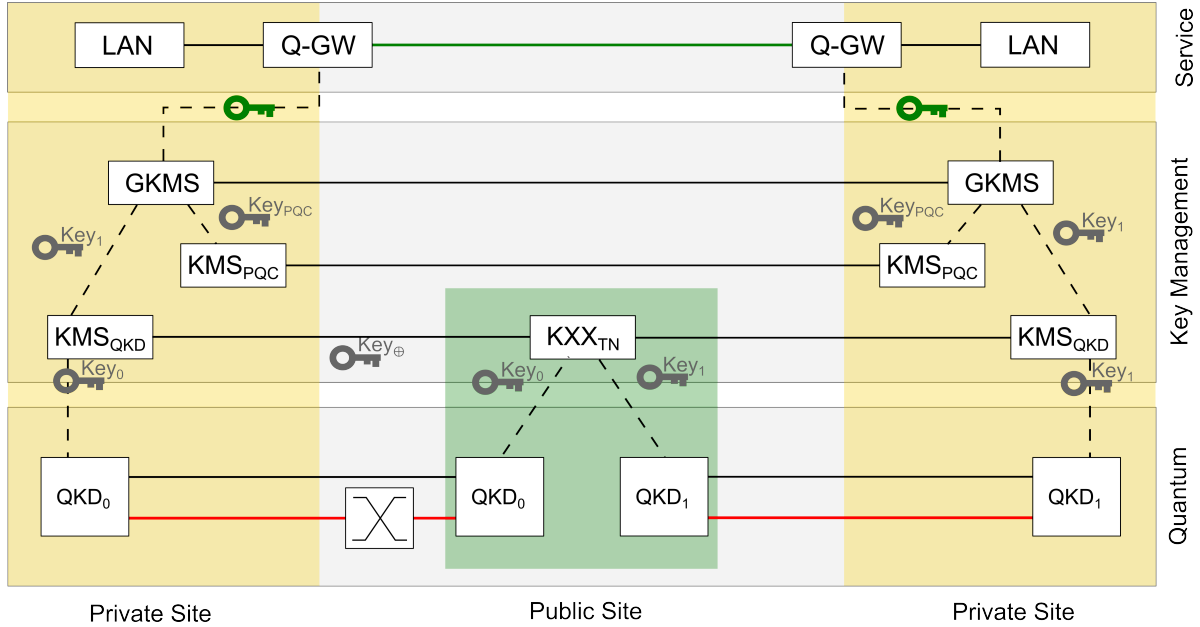 LAN
Q-GW
Q-GW
LAN
Service
GKMS
GKMS
Key Management
KeyPQC
KeyPQC
Key1
Key1
KMSPQC
KMSPQC
KMSQKD
KXXTN
KMSQKD
Key⊕
Key0
Key0
Key1
Key1
QKD0
QKD0
QKD1
QKD1
Quantum
Private Site
Public Site
Private Site